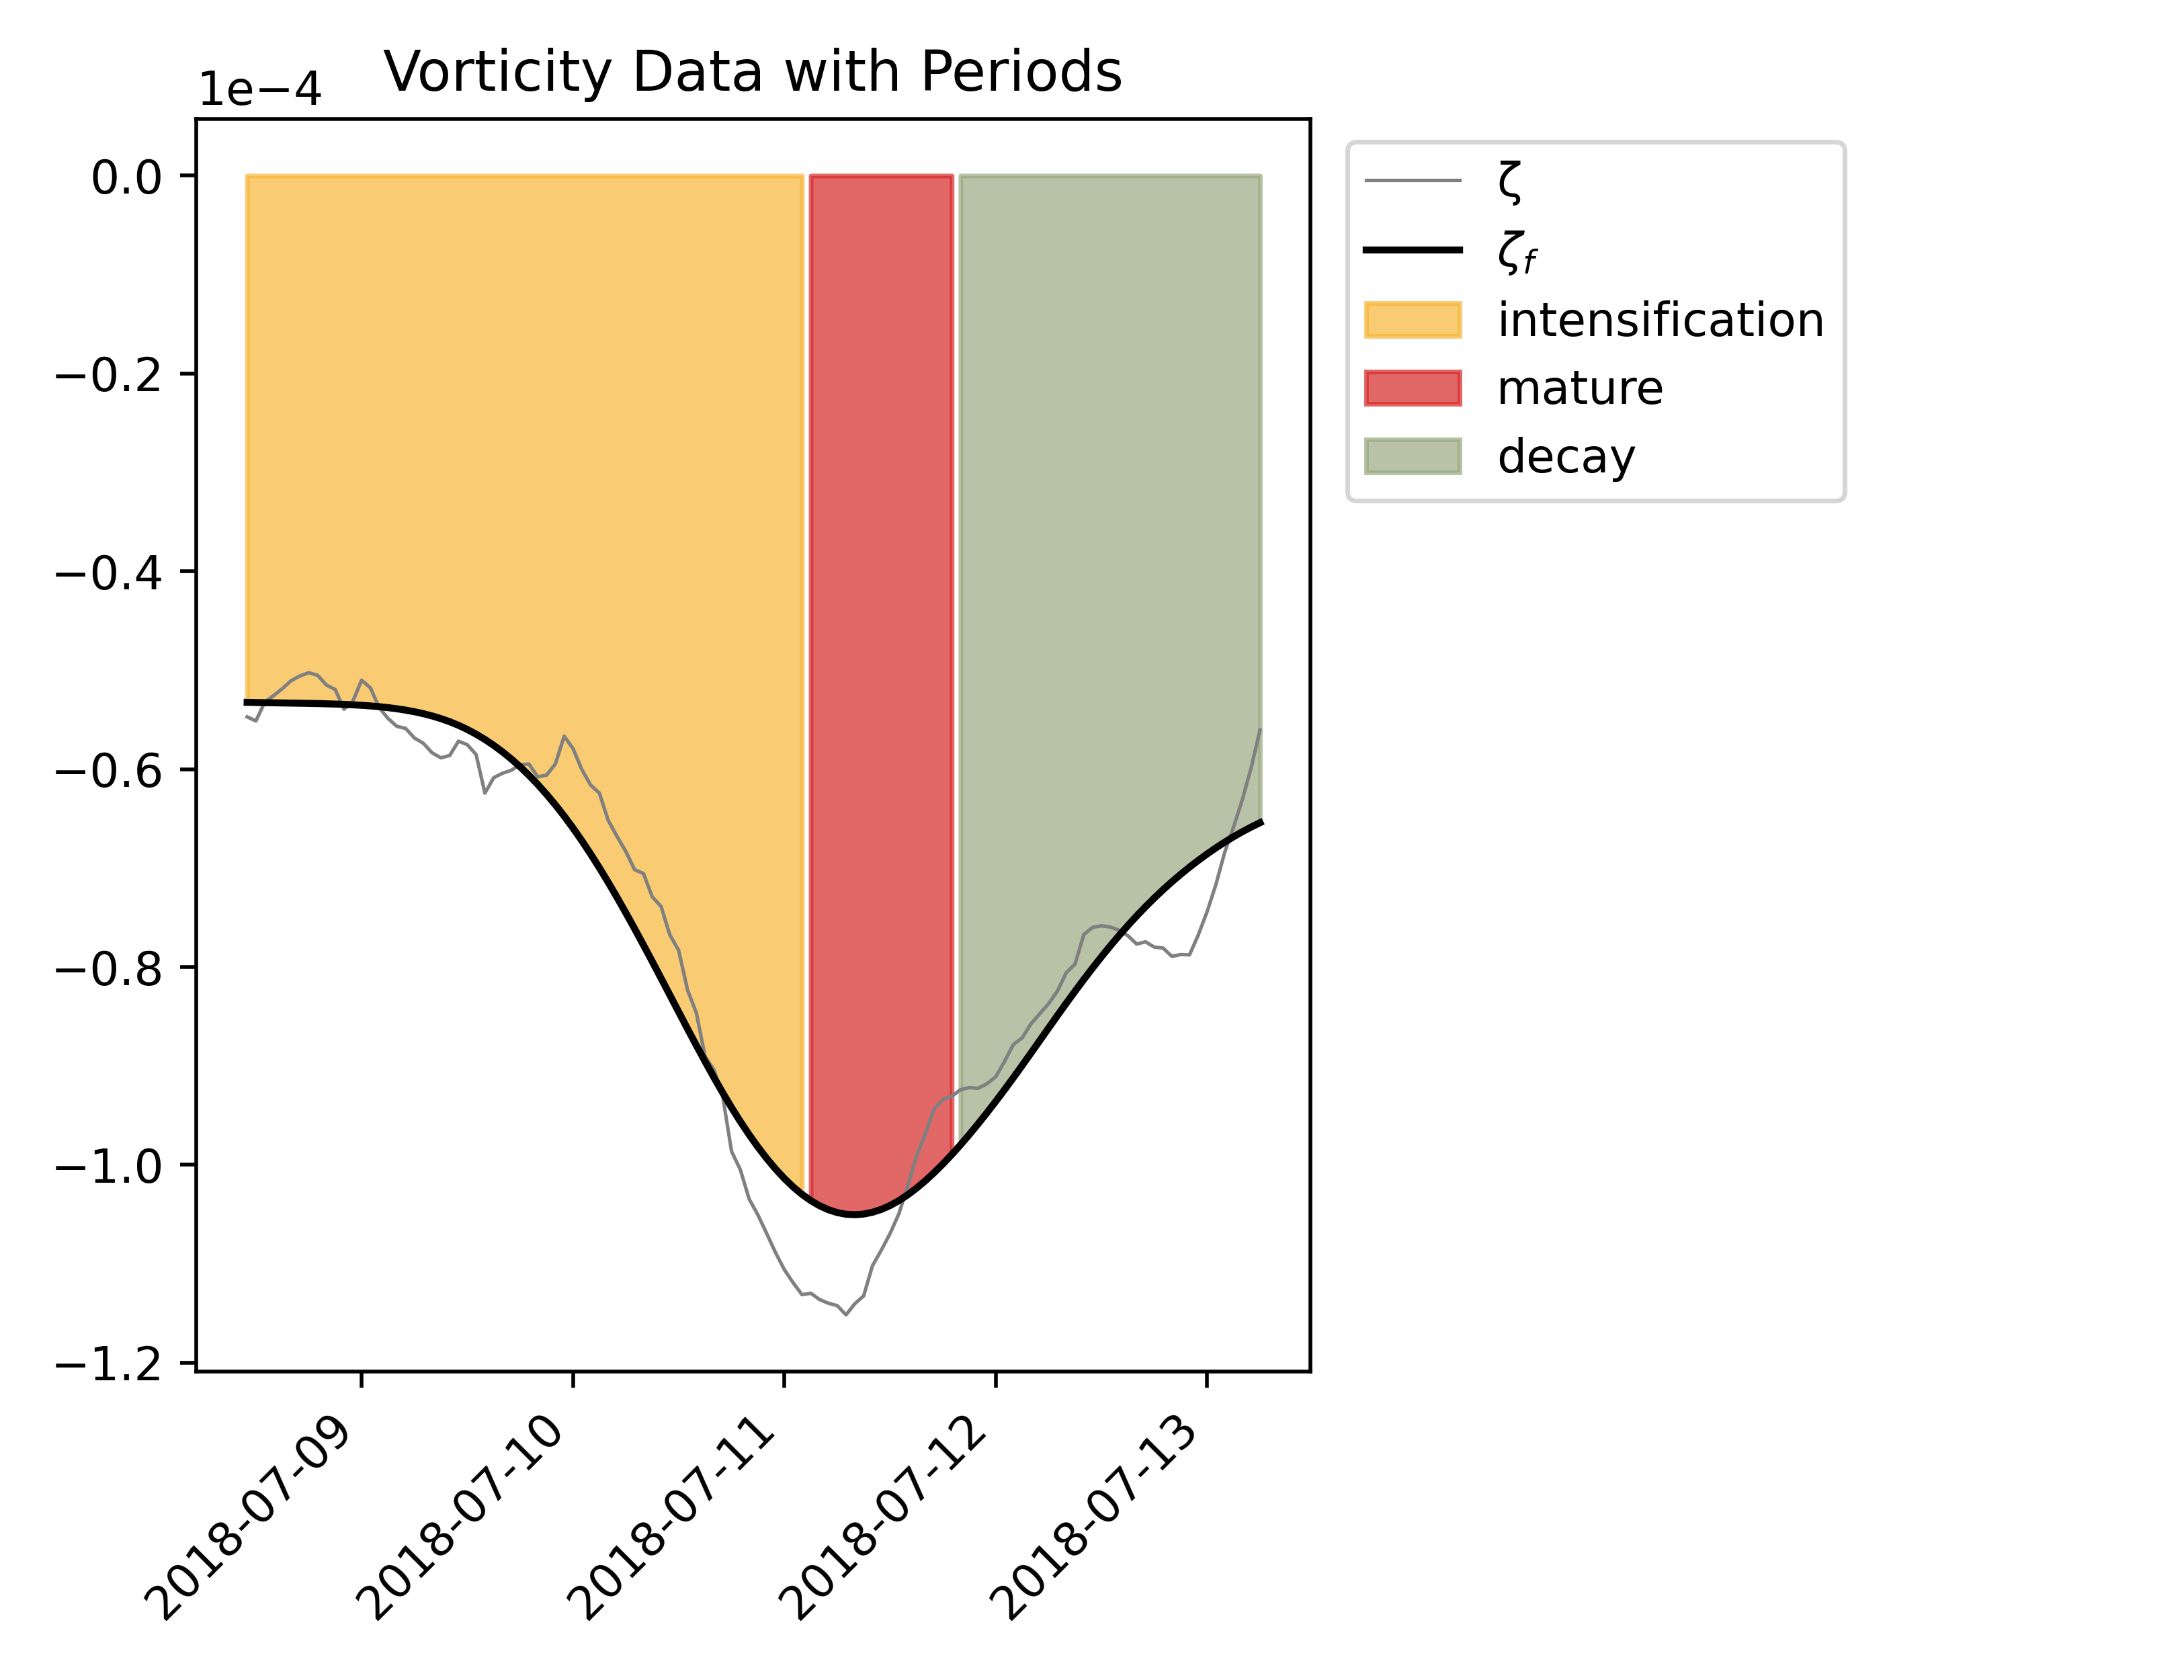 Vorticity Data with Periods
1e−4
0.0
−0.2
−0.4
−0.6
−0.8
−1.0
−1.2
2018-07-09
2018-07-10
2018-07-11
2018-07-12
2018-07-13
ζ
ζf
intensification
mature
decay